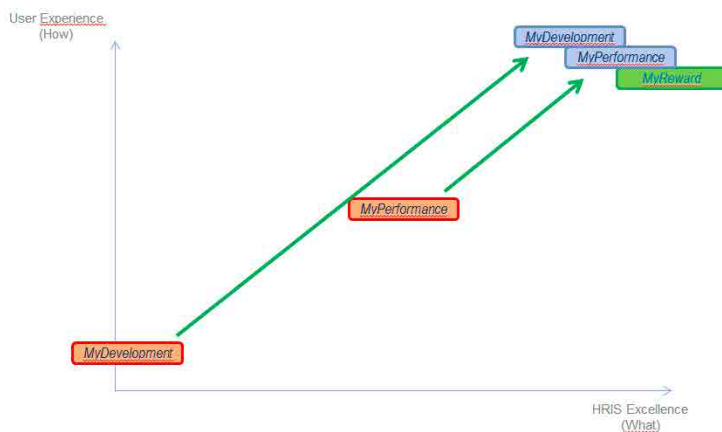 User Experience
(How)
MyDevelopment
MyPerformance
MyReward
MyPerformance
MyDevelopment
HRIS Excellence
(What)